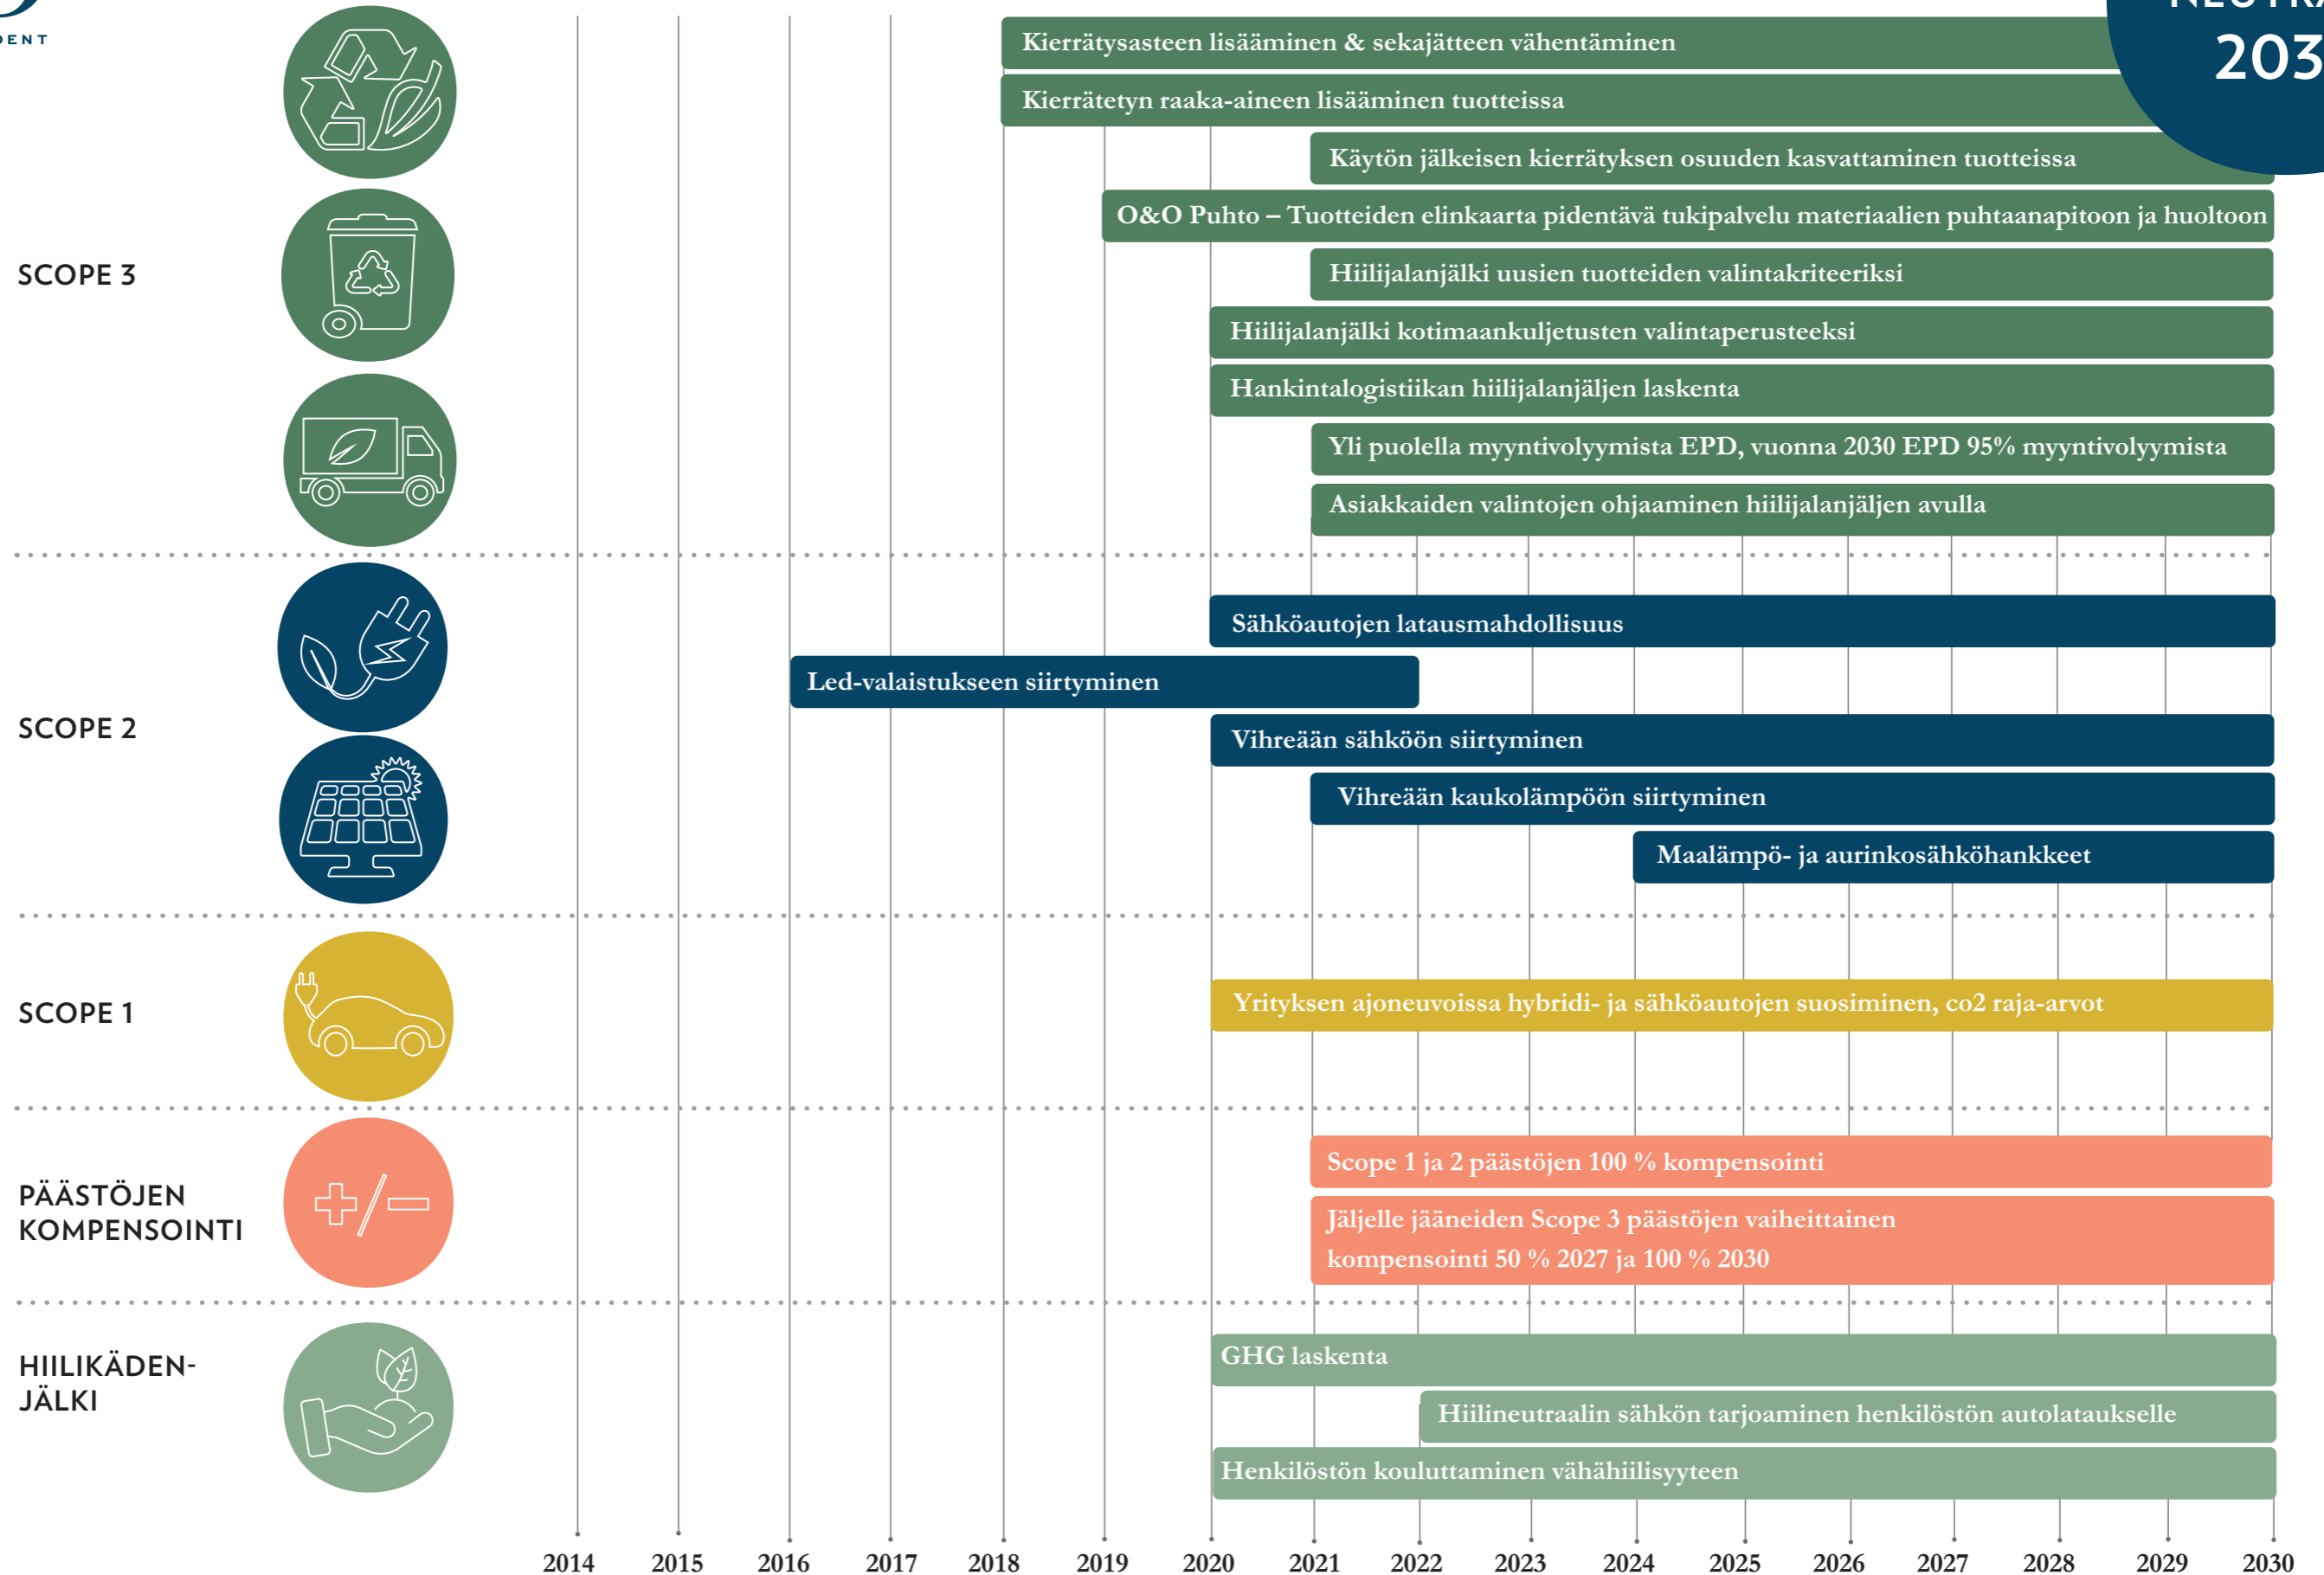 Kierrätysasteen lisääminen & sekajätteen vähentäminen
203
Kierrätetyn raaka-aineen lisääminen tuotteissa
Käytön jälkeisen kierrätyksen osuuden kasvattaminen tuotteissa
O&O Puhto – Tuotteiden elinkaarta pidentävä tukipalvelu materiaalien puhtaanapitoon ja huoltoon
SCOPE 3
Hiilijalanjälki uusien tuotteiden valintakriteeriksi
Hiilijalanjälki kotimaankuljetusten valintaperusteeksi
Hankintalogistiikan hiilijalanjäljen laskenta
Yli puolella myyntivolyymista EPD, vuonna 2030 EPD 95% myyntivolyymista
Asiakkaiden valintojen ohjaaminen hiilijalanjäljen avulla
Sähköautojen latausmahdollisuus
Led-valaistukseen siirtyminen
SCOPE 2
Vihreään sähköön siirtyminen
Vihreään kaukolämpöön siirtyminen
Maalämpö- ja aurinkosähköhankkeet
SCOPE 1
Yrityksen ajoneuvoissa hybridi- ja sähköautojen suosiminen, co2 raja-arvot
PÄÄSTÖJEN
KOMPENSOINTI
Scope 1 ja 2 päästöjen 100 % kompensointi
Jäljelle jääneiden Scope 3 päästöjen vaiheittainen
kompensointi 50 % 2027 ja 100 % 2030
HIILIKÄDEN-
JÄLKI
GHG laskenta
Hiilineutraalin sähkön tarjoaminen henkilöstön autolataukselle
Henkilöstön kouluttaminen vähähiilisyyteen
2014 2015 2016 2017 2018 2019 2020 2021 2022 2023 2024 2025 2026 2027 2028 2029 2030